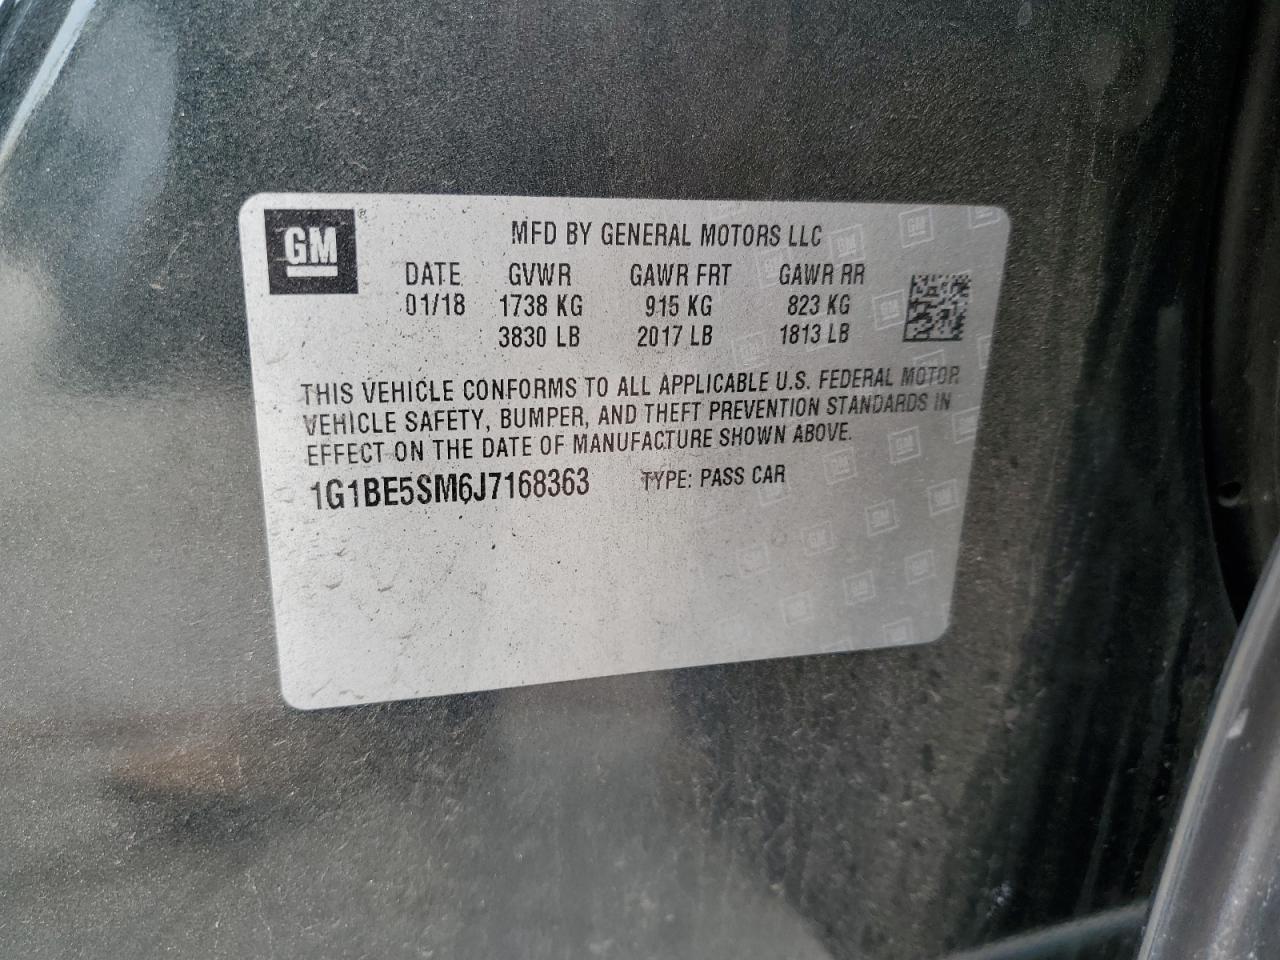 GM®
MFD BY GENERAL MOTORS LLC
DATE GVWR GAWR FRT GAWR RR
01/18 1738 KG 915 KG 823 KG
3830 LB 2017 LB 1813 LB
THIS VEHICLE CONFORMS TO ALL APPLICABLE U.S. FEDERAL MOTOR
VEHICLE SAFETY, BUMPER, AND THEFT PREVENTION STANDARDS IN
EFFECT ON THE DATE OF MANUFACTURE SHOWN ABOVE.
1G1BE5SM6J7168363 TYPE: PASS CAR